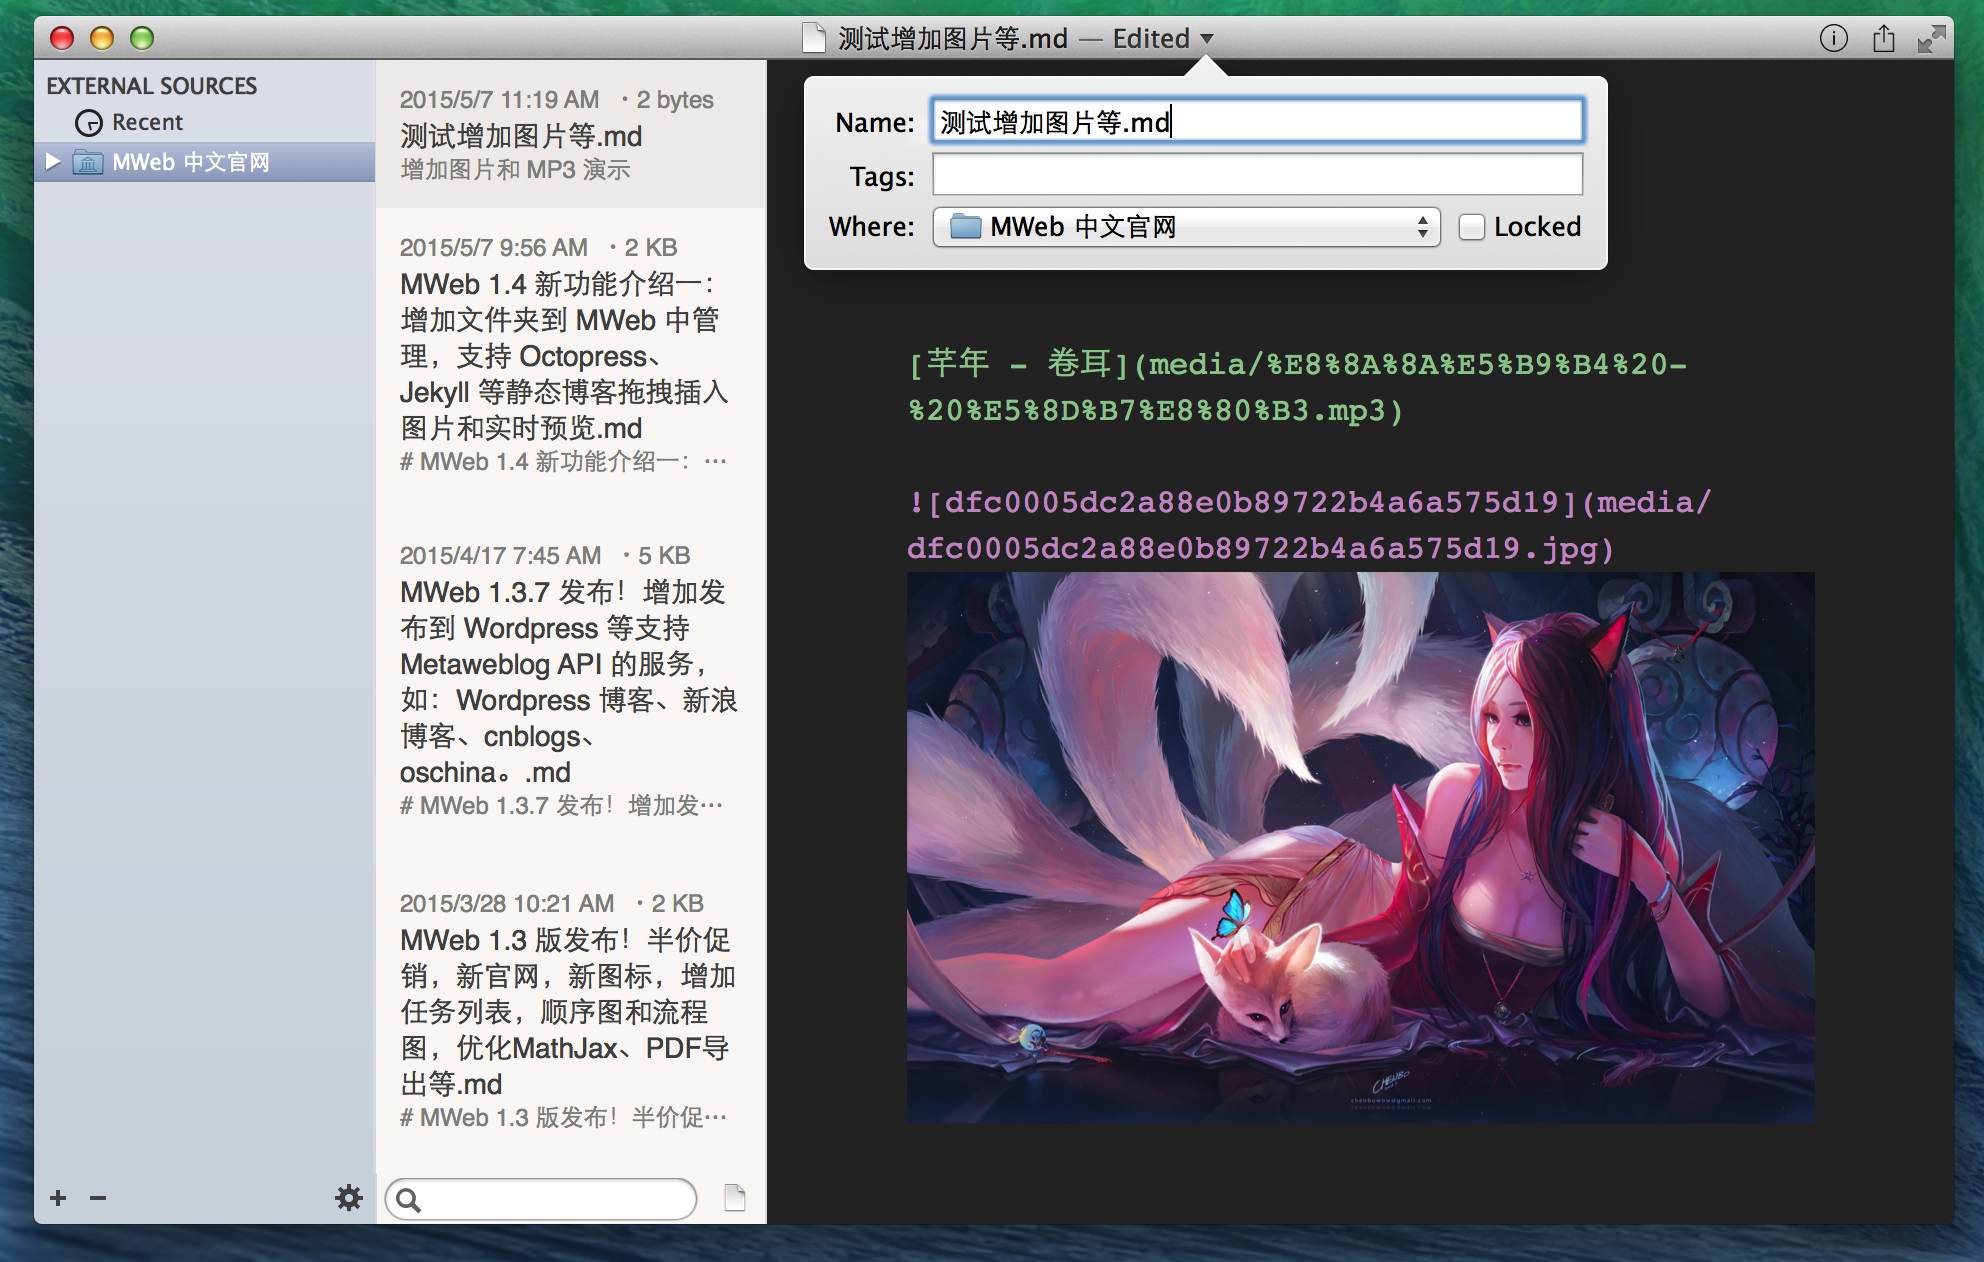 测试增加图片等.md — Edited
EXTERNAL SOURCES
Recent
MWeb 中文官网
2015/5/7 11:19 AM · 2 bytes
测试增加图片等.md
增加图片和 MP3 演示
2015/5/7 9:56 AM · 2 KB
MWeb 1.4 新功能介绍一：
增加文件夹到 MWeb 中管
理，支持 Octopress、
Jekyll 等静态博客拖拽插入
图片和实时预览.md
# MWeb 1.4 新功能介绍一：…
2015/4/17 7:45 AM · 5 KB
MWeb 1.3.7 发布！增加发
布到 Wordpress 等支持
Metaweblog API 的服务，
如：Wordpress 博客、新浪
博客、cnblogs、
oschina。.md
# MWeb 1.3.7 发布！增加发…
2015/3/28 10:21 AM · 2 KB
MWeb 1.3 版发布！半价促
销，新官网，新图标，增加
任务列表，顺序图和流程
图，优化MathJax、PDF导
出等.md
# MWeb 1.3 版发布！半价促…
Name: 测试增加图片等.md
Tags:
Where: MWeb 中文官网 Locked
[芊年 - 卷耳](media/%E8%8A%8A%E5%B9%B4%20-
%20%E5%8D%B7%E8%80%B3.mp3)
![dfc0005dc2a88e0b89722b4a6a575d19](media/
dfc0005dc2a88e0b89722b4a6a575d19.jpg)
CHENBO
chenbowow@gmail.com